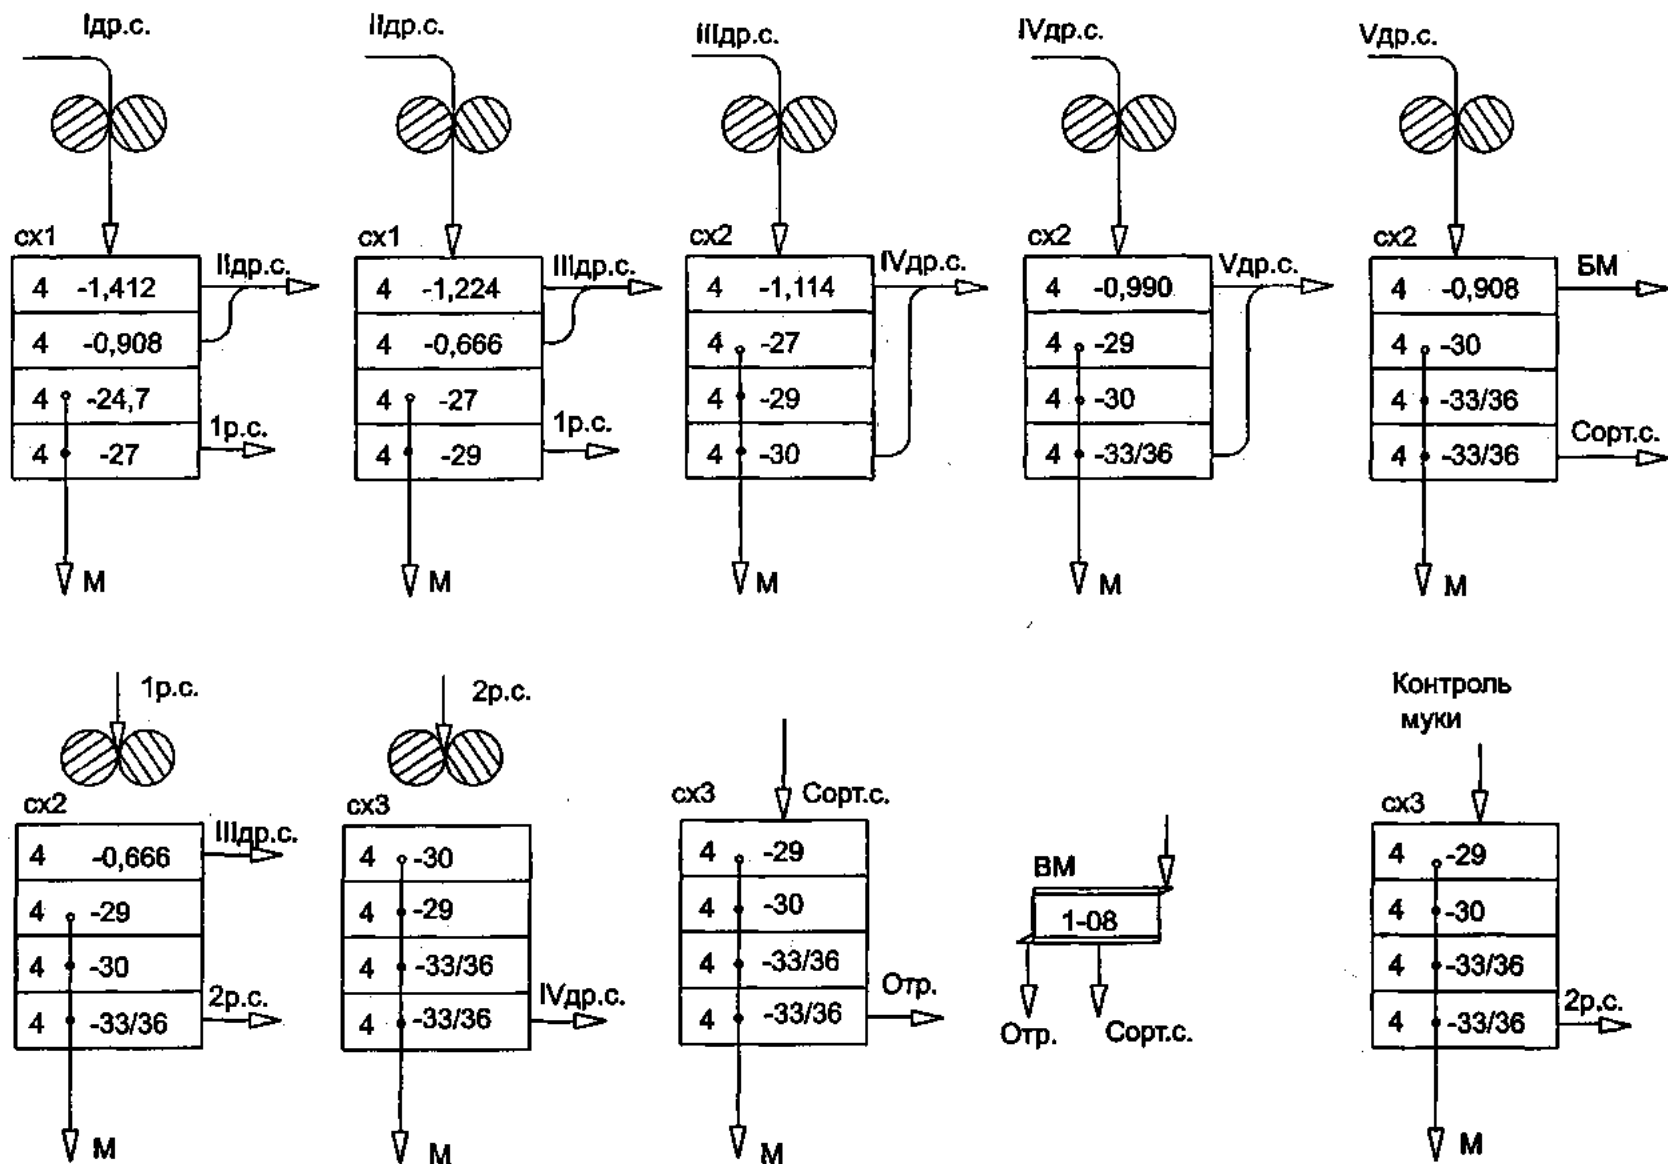 Iдр.с.
IIдр.с.
IIIдр.с.
IVдр.с.
Vдр.с.
сх1
4 -1,412
4 -0,908
4 -24,7
4 -27
IIдр.с.
1р.с.
М
сх1
4 -1,224
4 -0,666
4 -27
4 -29
IIIдр.с.
1р.с.
М
сх2
4 -1,114
4 -27
4 -29
4 -30
IVдр.с.
М
сх2
4 -0,990
4 -29
4 -30
4 -33/36
Vдр.с.
М
сх2
4 -0,908
4 -30
4 -33/36
4 -33/36
БМ
Сорт.с.
М
1р.с.
сх2
4 -0,666
4 -29
4 -30
4 -33/36
IIIдр.с.
2р.с.
М
2р.с.
сх3
4 -30
4 -29
4 -33/36
4 -33/36
IVдр.с.
М
Сорт.с.
сх3
4 -29
4 -30
4 -33/36
4 -33/36
Отр.
М
ВМ
1-08
Отр.
Сорт.с.
Контроль
муки
сх3
4 -29
4 -30
4 -33/36
4 -33/36
2р.с.
М